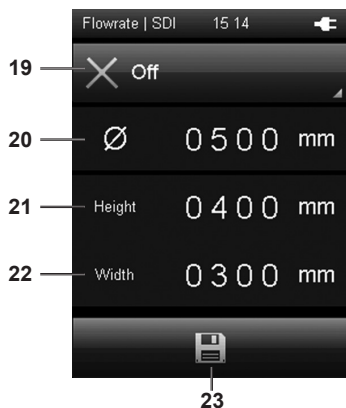 Flowrate | SDI 15 14
19 Off
20 Ø 0500 mm
21 Height 0400 mm
22 Width 0300 mm
23